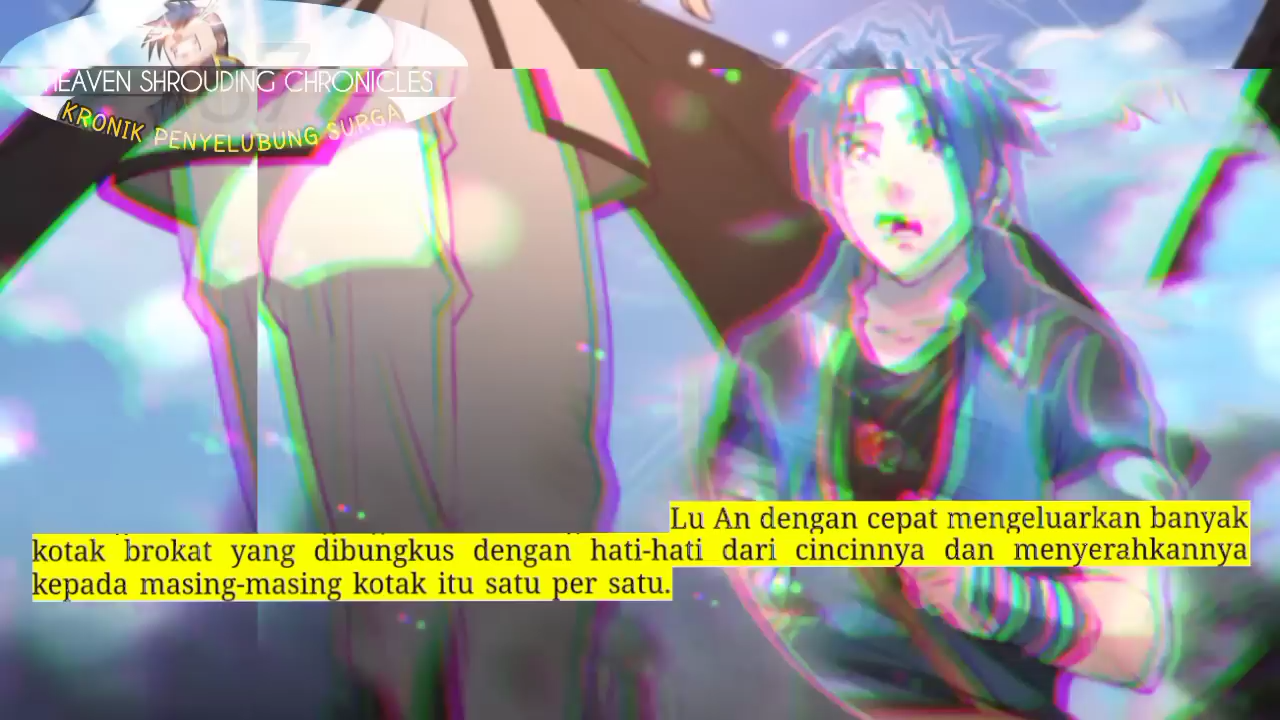 HEAVEN SHROUDING CHRONICLES
KRONIK PENYELUBUNG SURGA
Lu An dengan cepat mengeluarkan banyak
kotak brokat yang dibungkus dengan hati-hati dari cincinnya dan menyerahkannya
kepada masing-masing kotak itu satu per satu.